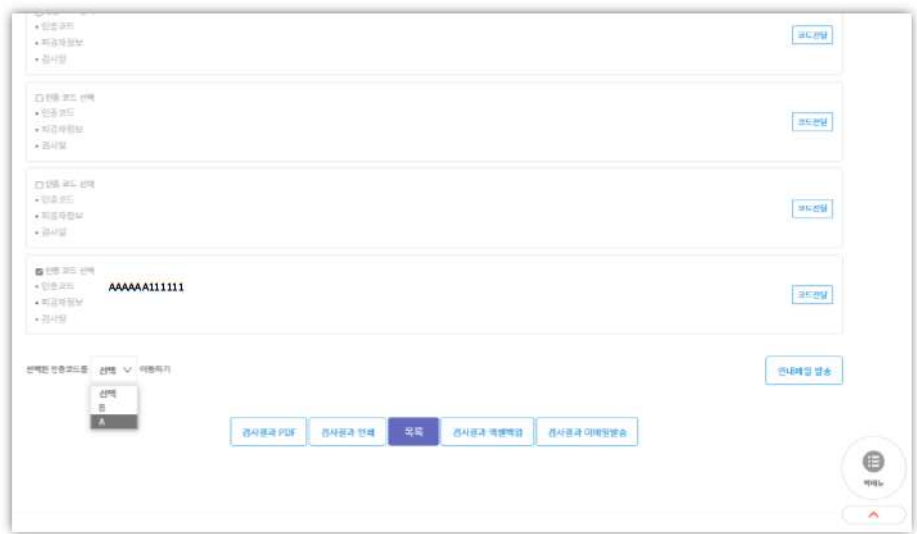 • 인증코드
• 피검자정보
• 검사일
코드전달
인증 코드 선택
• 인증코드
• 피검자정보
• 검사일
코드전달
인증 코드 선택
• 인증코드
• 피검자정보
• 검사일
코드전달
인증 코드 선택
• 인증코드 AAAAAA111111
• 피검자정보
• 검사일
코드전달
선택된 인증코드를 선택 이동하기
안내메일 발송
선택
B
A
검사결과 PDF 검사결과 인쇄 목록 검사결과 엑셀백업 검사결과 이메일발송
퀵메뉴